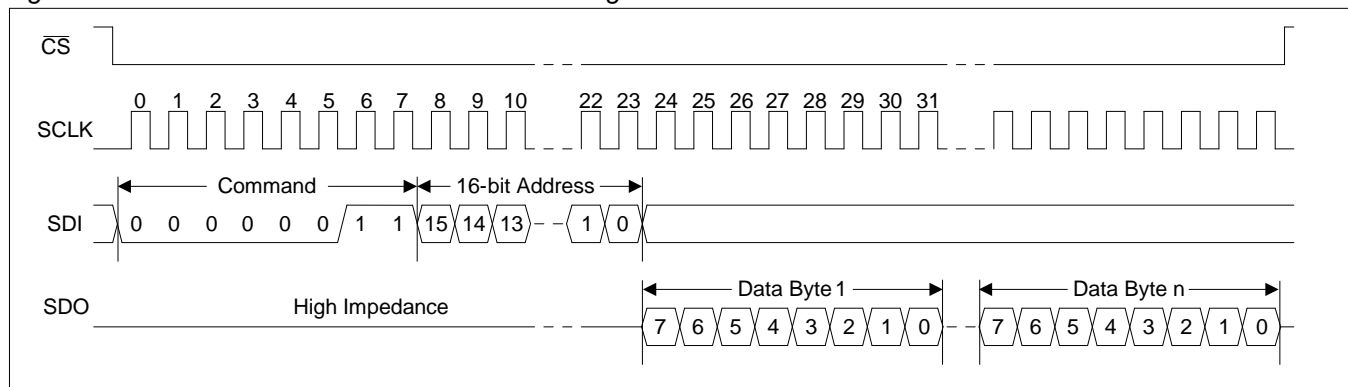 CS
0 1 2 3 4 5 6 7 8 9 10 22 23 24 25 26 27 28 29 30 31
SCLK
Command 16-bit Address
SDI 0 0 0 0 0 0 1 1 15 14 13 1 0
Data Byte 1 Data Byte n
SDO High Impedance
7 6 5 4 3 2 1 0 7 6 5 4 3 2 1 0